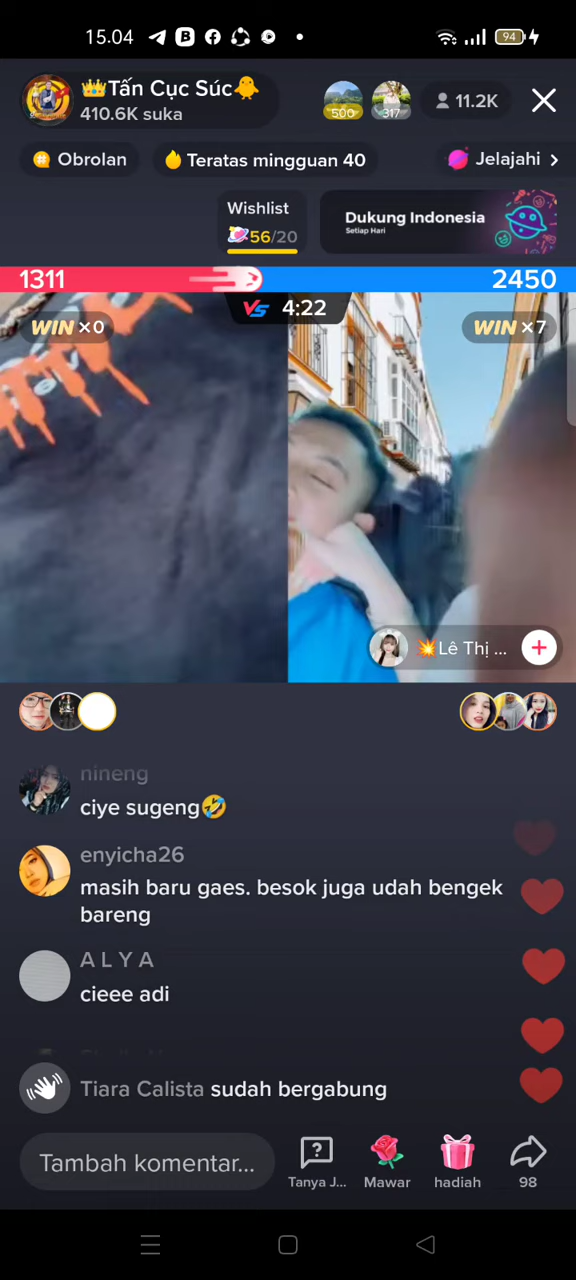 15.04
94
👑Tấn Cục Súc🐥
410.6K suka
500
317
11.2K
Obrolan
Teratas mingguan 40
Jelajahi
Wishlist
56/20
Dukung Indonesia
Setiap Hari
1311
2450
VS 4:22
WIN ×0
WIN ×7
💥Lê Thị ...
nineng
ciye sugeng🤣
enyicha26
masih baru gaes. besok juga udah bengek
bareng
A L Y A
cieee adi
Tiara Calista sudah bergabung
Tambah komentar...
Tanya J...
Mawar
hadiah
98